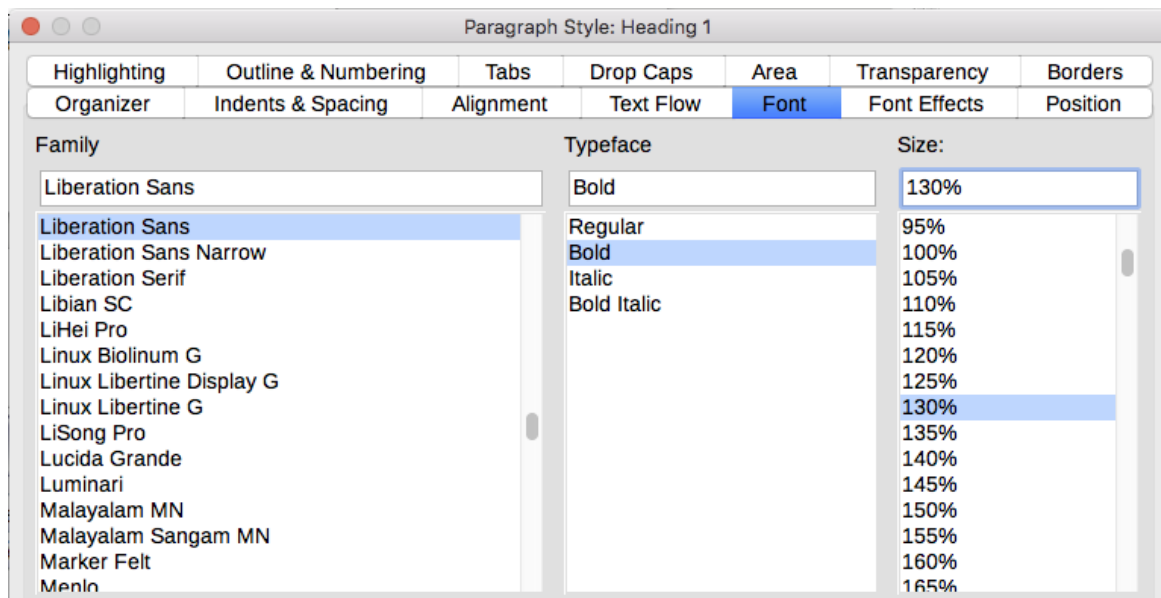 Paragraph Style: Heading 1
Highlighting Outline & Numbering Tabs Drop Caps Area Transparency Borders
Organizer Indents & Spacing Alignment Text Flow Font Font Effects Position
Family Typeface Size:
Liberation Sans Bold 130%
Liberation Sans Regular 95%
Liberation Sans Narrow Bold 100%
Liberation Serif Italic 105%
Libian SC Bold Italic 110%
LiHei Pro 115%
Linux Biolinum G 120%
Linux Libertine Display G 125%
Linux Libertine G 130%
LiSong Pro 135%
Lucida Grande 140%
Luminari 145%
Malayalam MN 150%
Malayalam Sangam MN 155%
Marker Felt 160%
Menlo 165%